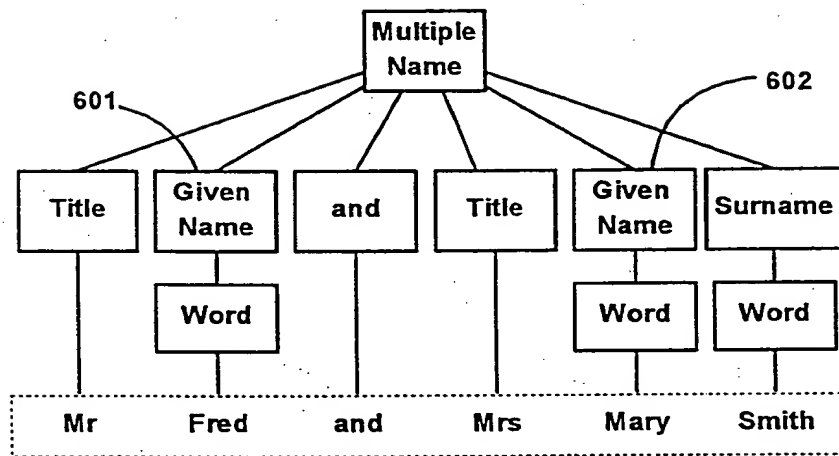 Multiple
Name
601
602
Title
Given
Name
and
Title
Given
Name
Surname
Word
Word
Word
Mr Fred and Mrs Mary Smith